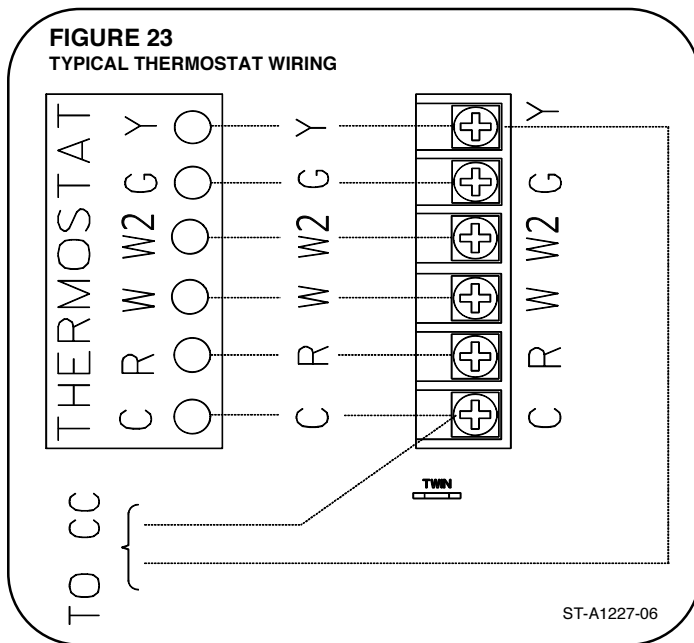 FIGURE 23
TYPICAL THERMOSTAT WIRING
THERMOSTAT
Y Y Y
G G G
W2 W2 W2
W W W
R R R
C C C
TWIN
TO CC
ST-A1227-06